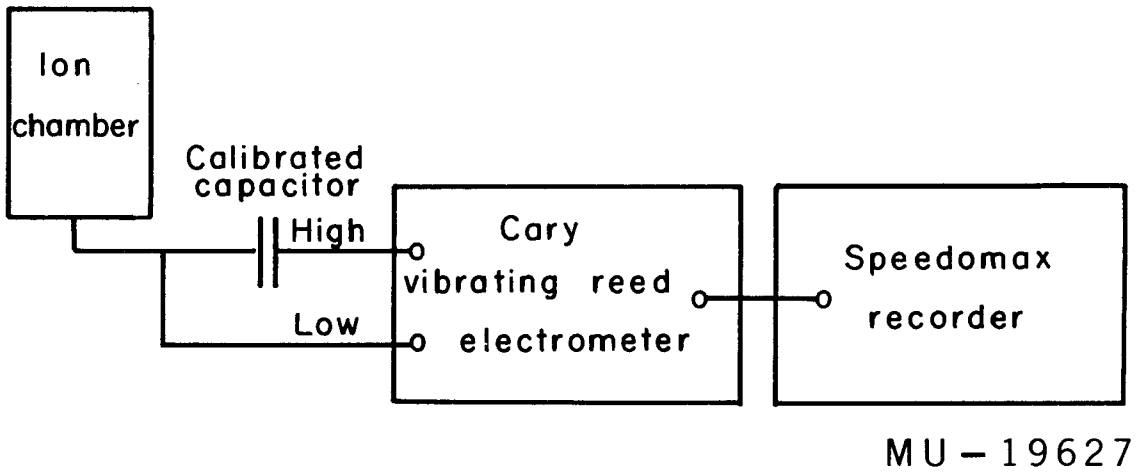 Ion
chamber
Calibrated
capacitor
High
Low
Cary
vibrating reed
electrometer
Speedomax
recorder
MU - 19627